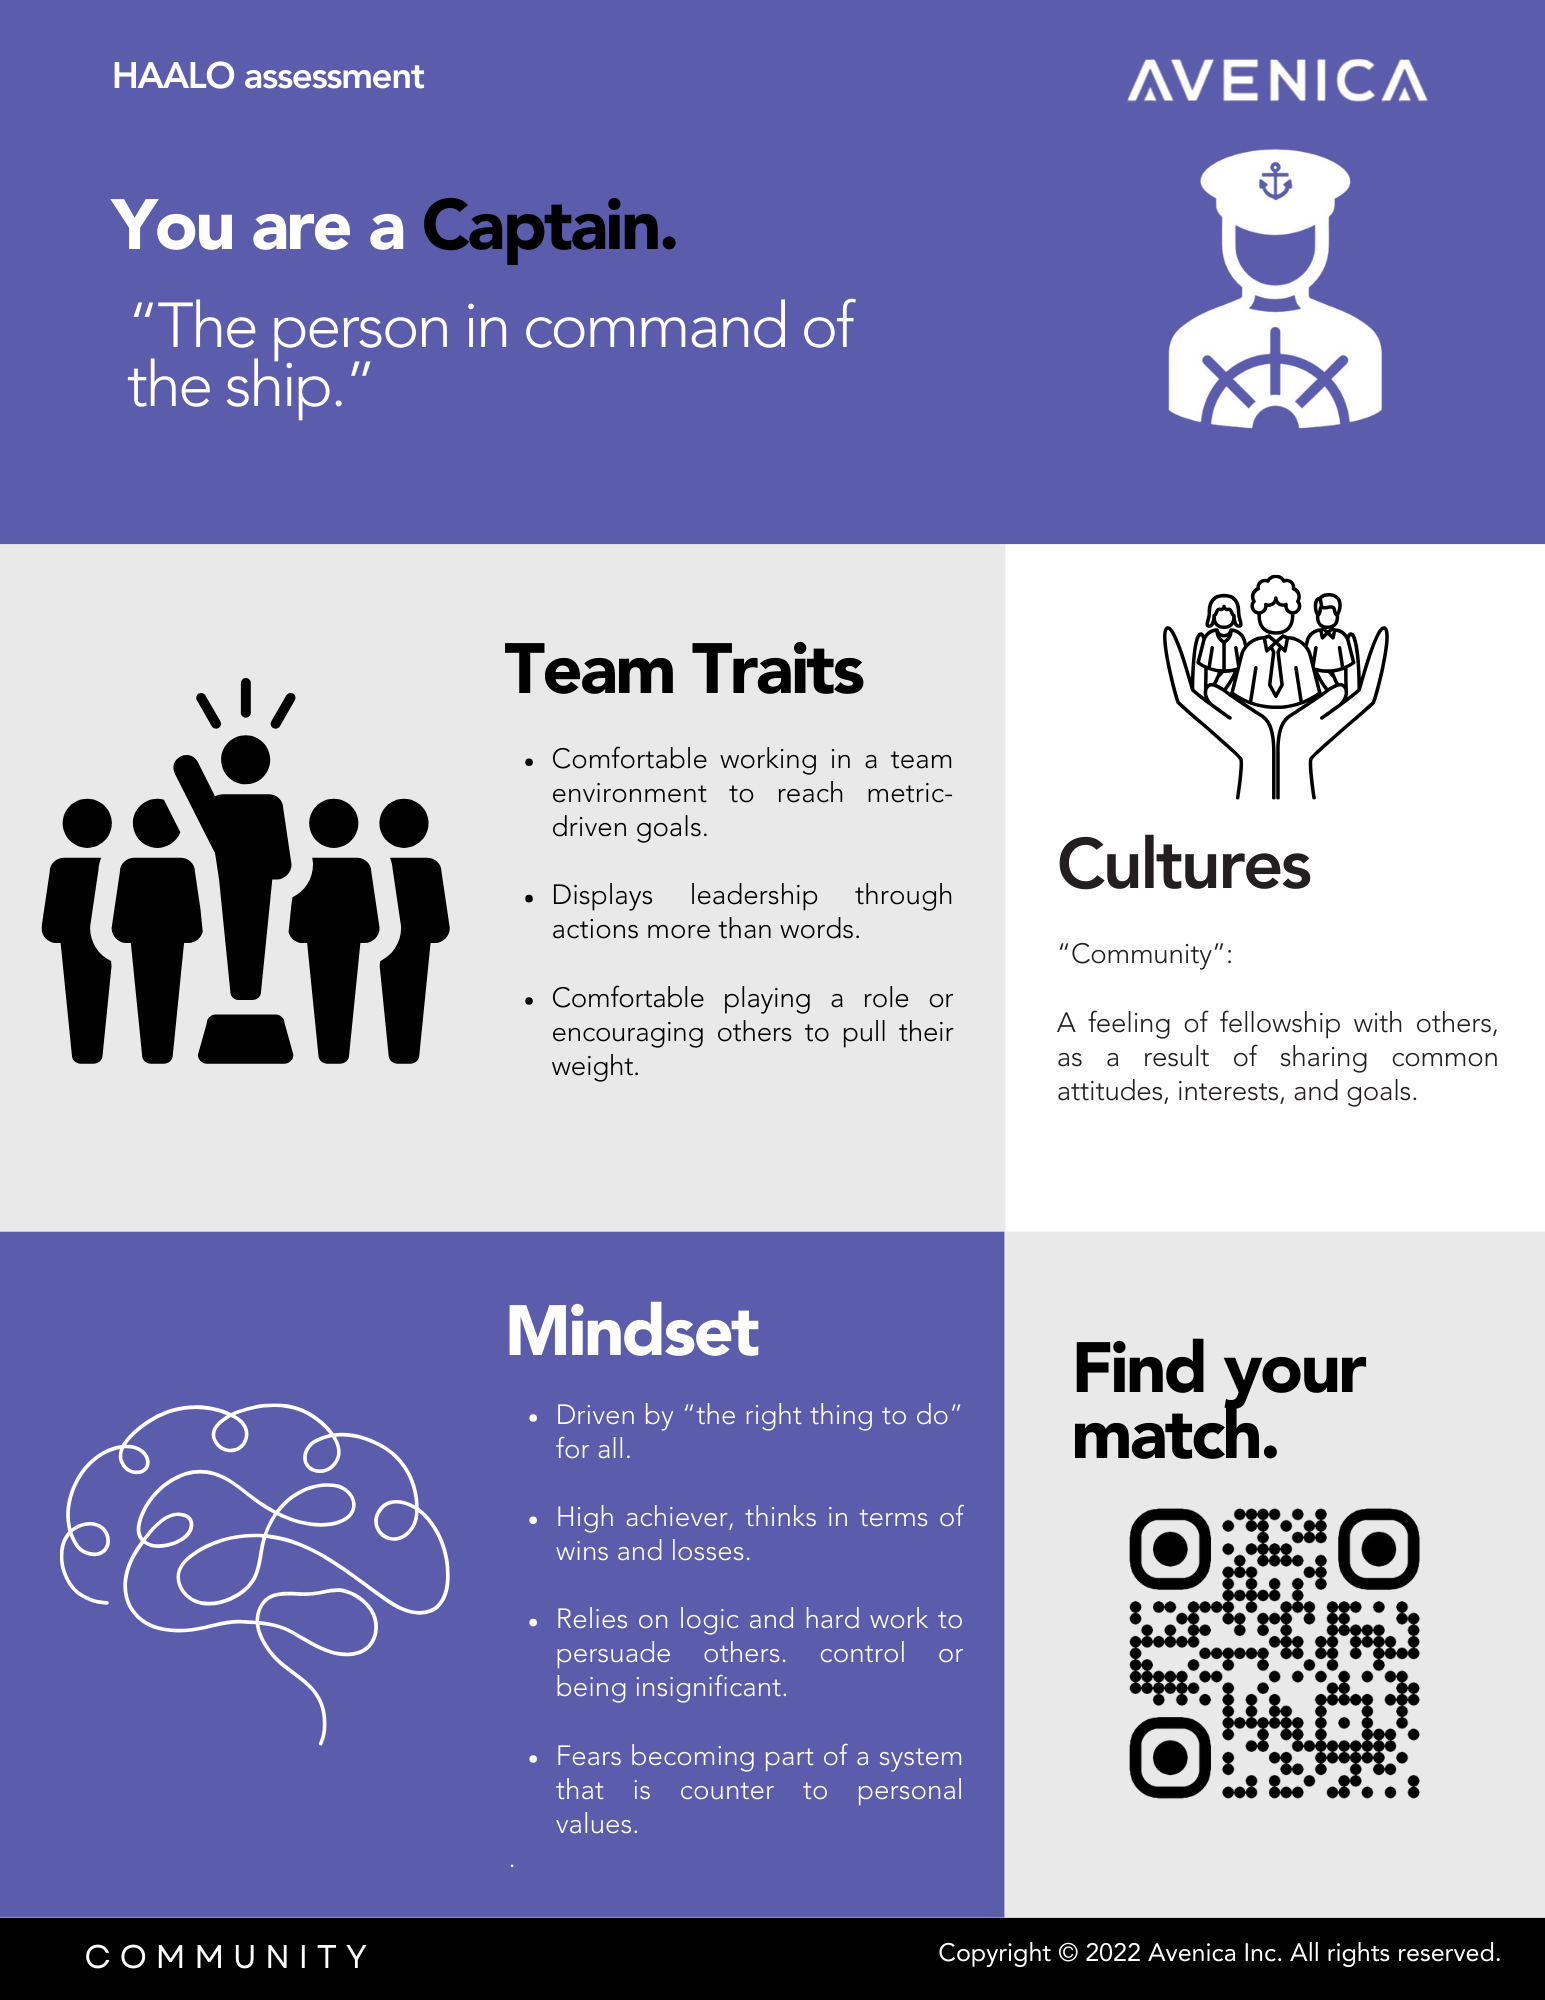 HAALO assessment
AVENICA
You are a Captain.
“The person in command of
the ship.”
Team Traits
• Comfortable working in a team
environment to reach metric-
driven goals.
• Displays leadership through
actions more than words.
• Comfortable playing a role or
encouraging others to pull their
weight.
Cultures
“Community”:
A feeling of fellowship with others,
as a result of sharing common
attitudes, interests, and goals.
Mindset
• Driven by “the right thing to do”
for all.
• High achiever, thinks in terms of
wins and losses.
• Relies on logic and hard work to
persuade others. control or
being insignificant.
• Fears becoming part of a system
that is counter to personal
values.
.
Find your
match.
COMMUNITY
Copyright © 2022 Avenica Inc. All rights reserved.